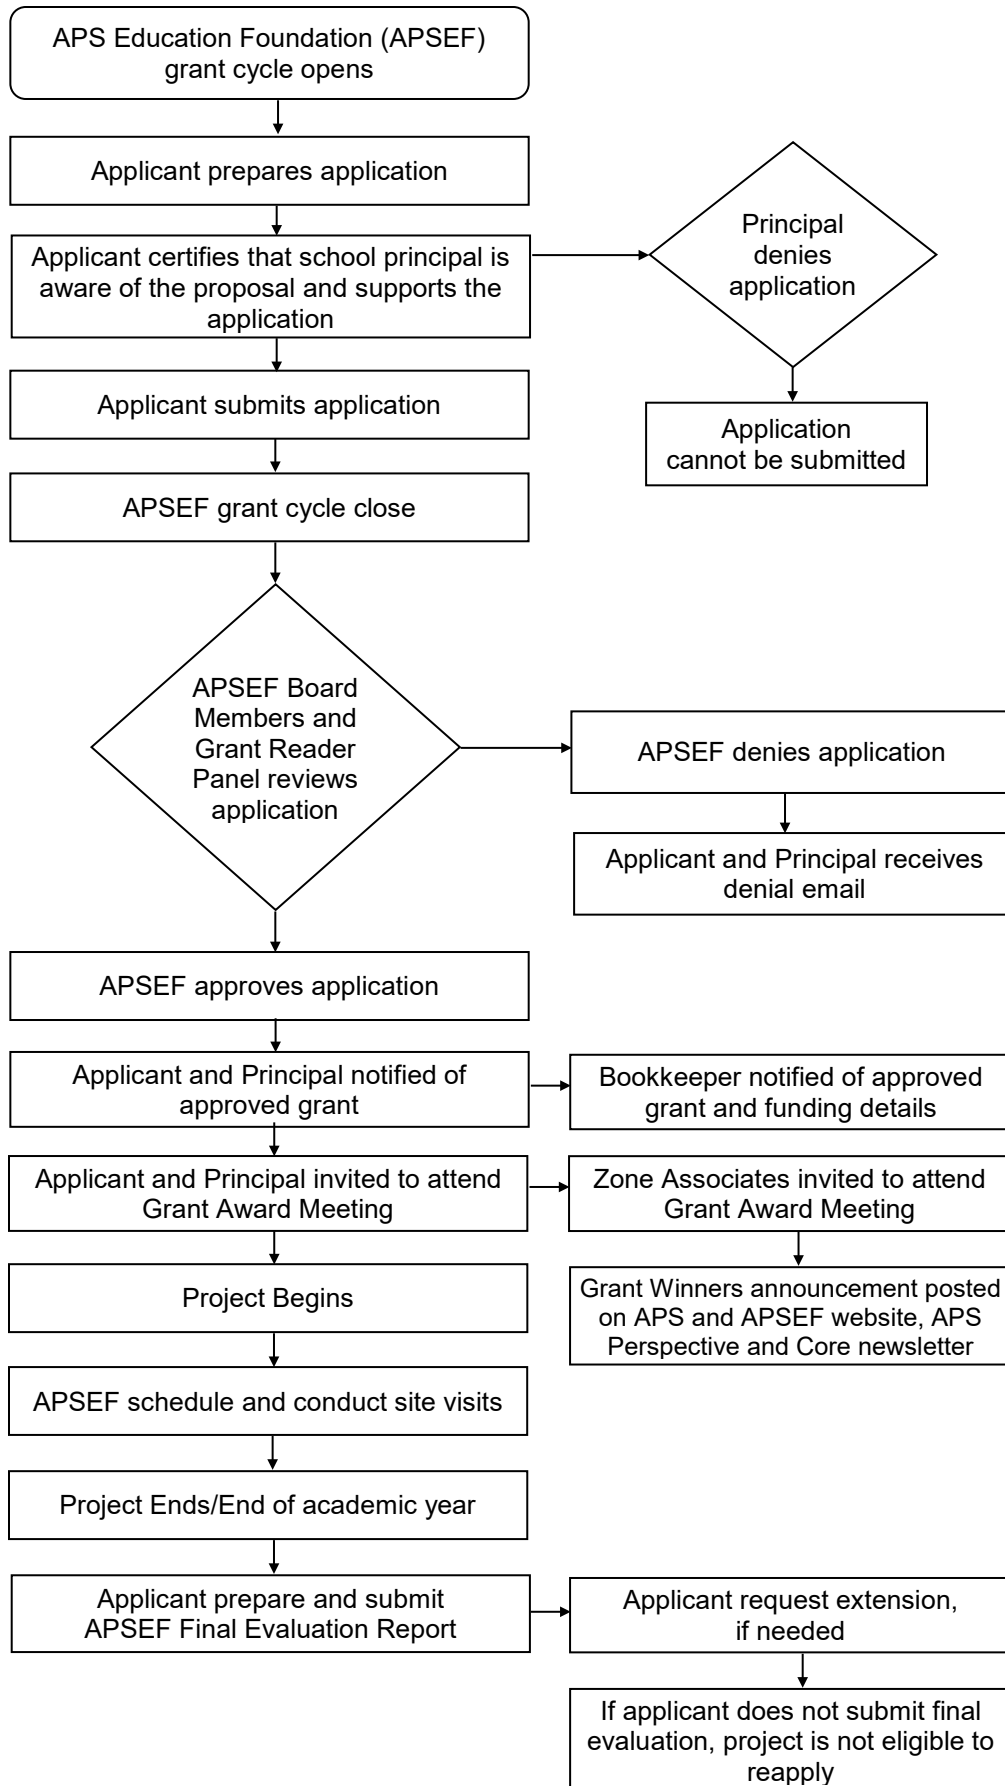 APS Education Foundation (APSEF)
grant cycle opens
Applicant prepares application
Applicant certifies that school principal is
aware of the proposal and supports the
application
Principal
denies
application
Applicant submits application
Application
cannot be submitted
APSEF grant cycle close
APSEF Board
Members and
Grant Reader
Panel reviews
application
APSEF denies application
Applicant and Principal receives
denial email
APSEF approves application
Applicant and Principal notified of
approved grant
Bookkeeper notified of approved
grant and funding details
Applicant and Principal invited to attend
Grant Award Meeting
Zone Associates invited to attend
Grant Award Meeting
Project Begins
Grant Winners announcement posted
on APS and APSEF website, APS
Perspective and Core newsletter
APSEF schedule and conduct site visits
Project Ends/End of academic year
Applicant prepare and submit
APSEF Final Evaluation Report
Applicant request extension,
if needed
If applicant does not submit final
evaluation, project is not eligible to
reapply